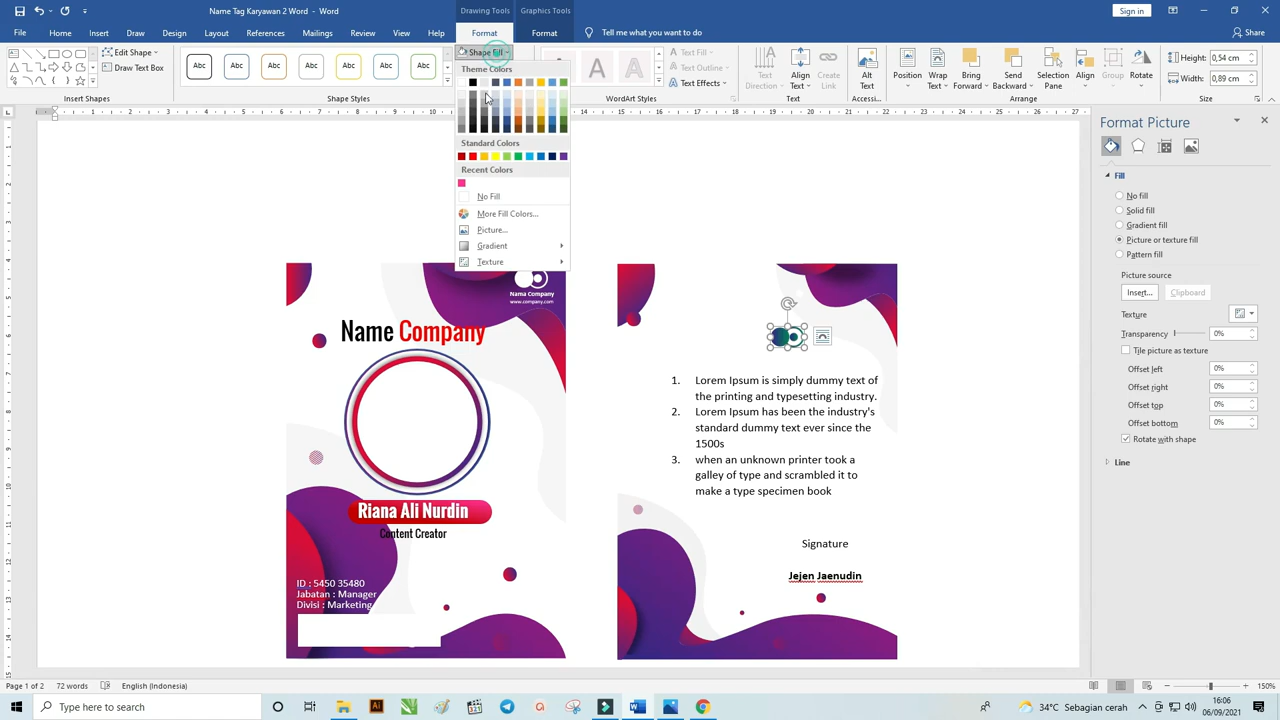 Name Tag Karyawan
Drawing Tools
Graphics Tools
Sign in
File
Home
Insert
Draw
Design
Layout
References
Mailings
Review
View
Help
Format
Format
Tell me what you want to do
Share
Edit Shape
Draw Text Box
Insert Shapes
Abc Abc Abc Abc Abc Abc Abc
Shape Styles
Shape Fill
WordArt Styles
Text Fill
Text Outline
Text Effects
Text Direction
Align Text
Create Link
Text
Alt Text
Accessi...
Position
Wrap Text
Bring Forward
Send Backward
Selection Pane
Align
Group
Rotate
Arrange
Height: 0,54 cm
Width: 0,89 cm
Size
Theme Colors
Standard Colors
Recent Colors
No Fill
More Fill Colors...
Picture...
Gradient
Texture
Nama Company
www.company.com
Name Company
Riana Ali Nurdin
Content Creator
ID : 5450 35480
Jabatan : Manager
Divisi : Marketing
1. Lorem Ipsum is simply dummy text of
the printing and typesetting industry.
2. Lorem Ipsum has been the industry's
standard dummy text ever since the
1500s
3. when an unknown printer took a
galley of type and scrambled it to
make a type specimen book
Signature
Jejen Jaenudin
Format Picture
Fill
No fill
Solid fill
Gradient fill
Picture or texture fill
Pattern fill
Picture source
Insert...
Clipboard
Texture
Transparency 0%
Tile picture as texture
Offset left 0%
Offset right 0%
Offset top 0%
Offset bottom 0%
Rotate with shape
Line
Page 1 of 2
72 words
English (Indonesia)
150%
Type here to search
34°C Sebagian cerah
16:06
06/09/2021